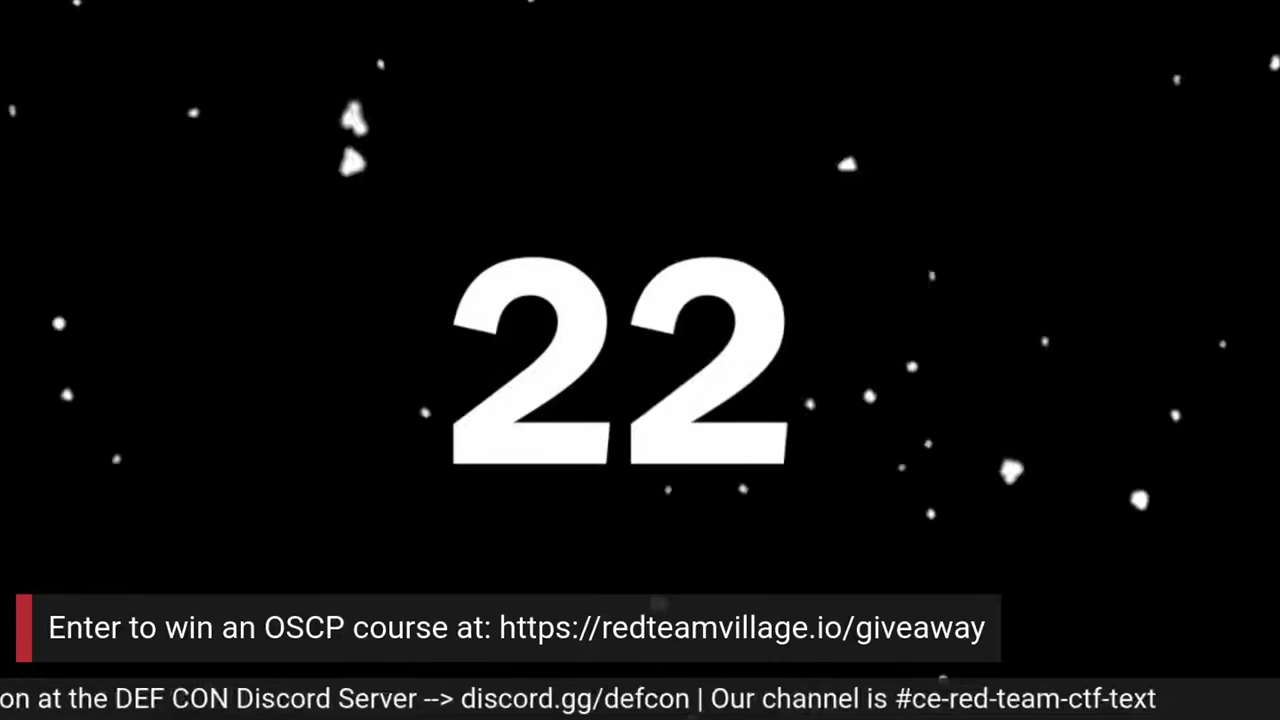 22
Enter to win an OSCP course at: https://redteamvillage.io/giveaway
on at the DEF CON Discord Server --> discord.gg/defcon | Our channel is #ce-red-team-ctf-text